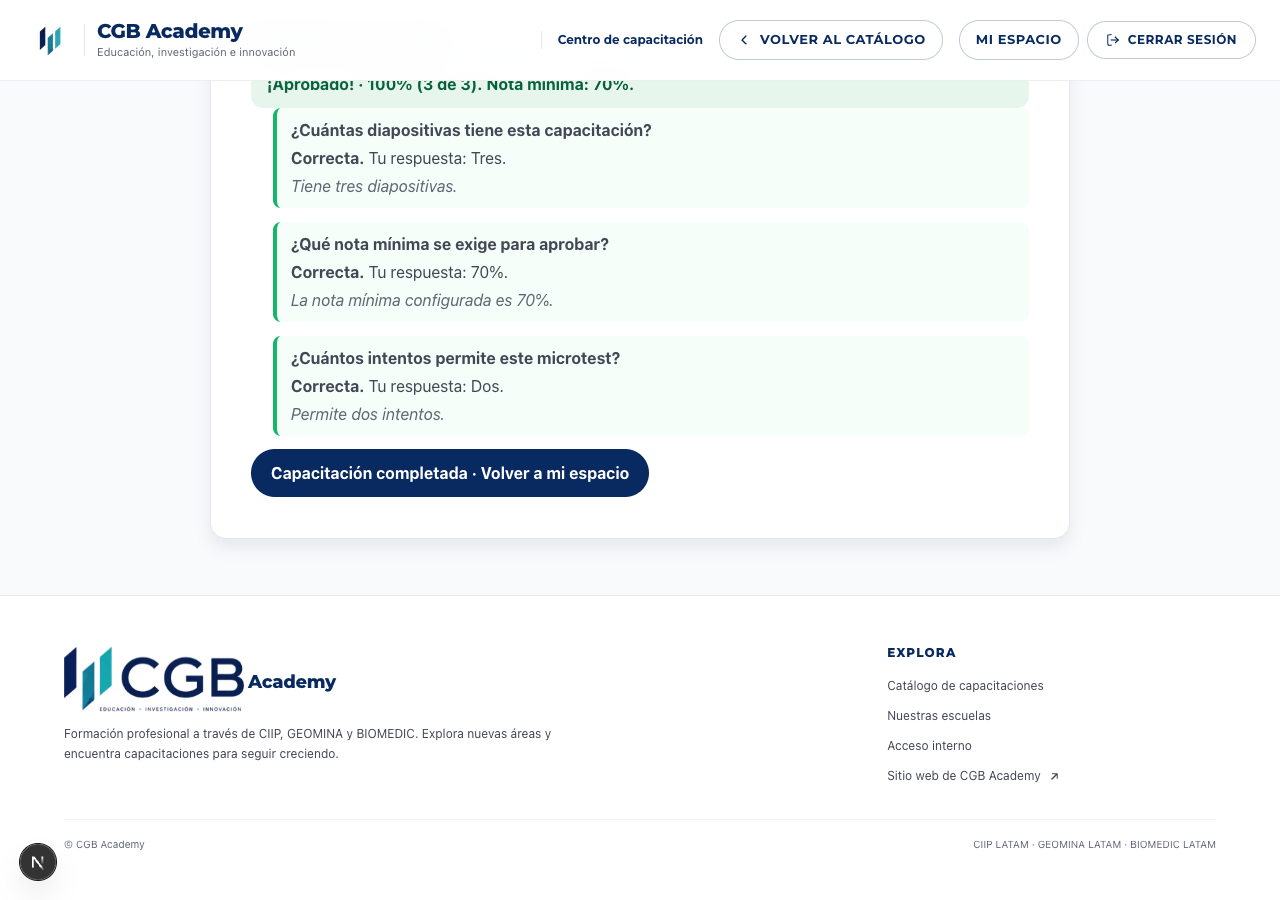 CGB Academy
Educación, investigación e innovación
Centro de capacitación
VOLVER AL CATÁLOGO
MI ESPACIO
CERRAR SESIÓN
¡Aprobado! · 100% (3 de 3). Nota mínima: 70%.
¿Cuántas diapositivas tiene esta capacitación?
Correcta. Tu respuesta: Tres.
Tiene tres diapositivas.
¿Qué nota mínima se exige para aprobar?
Correcta. Tu respuesta: 70%.
La nota mínima configurada es 70%.
¿Cuántos intentos permite este microtest?
Correcta. Tu respuesta: Dos.
Permite dos intentos.
Capacitación completada · Volver a mi espacio
CGB Academy
EDUCACIÓN · INVESTIGACIÓN · INNOVACIÓN
Formación profesional a través de CIIP, GEOMINA y BIOMEDIC. Explora nuevas áreas y
encuentra capacitaciones para seguir creciendo.
EXPLORA
Catálogo de capacitaciones
Nuestras escuelas
Acceso interno
Sitio web de CGB Academy
© CGB Academy
CIIP LATAM · GEOMINA LATAM · BIOMEDIC LATAM
N